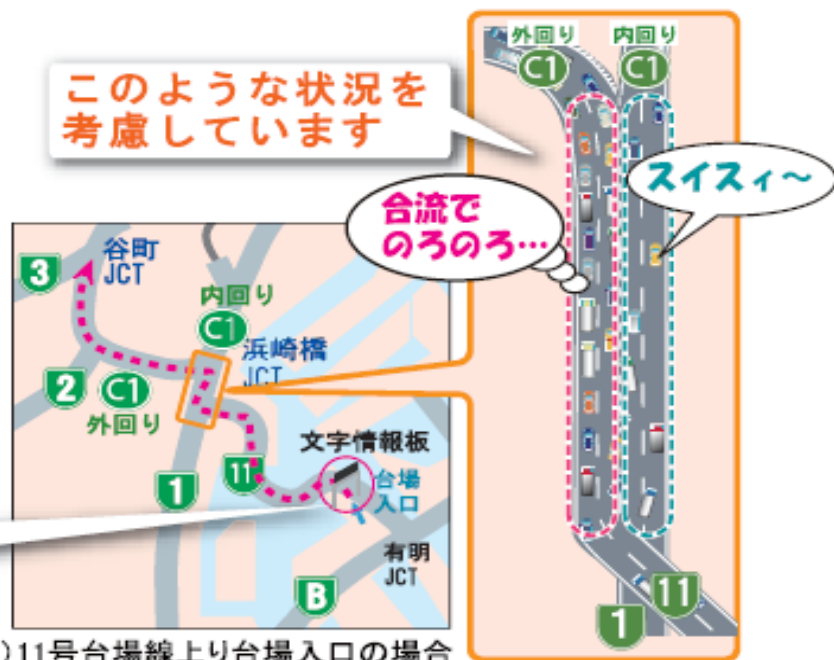 このような状況を
考慮しています
外回り
C1
内回り
C1
スイスィ～
合流で
のろのろ…
3
谷町
JCT
内回り
C1
浜崎橋
JCT
2
C1
外回り
文字情報板
11
台場
入口
1
有明
JCT
B
11
1
)11号台場線上り台場入口の場合